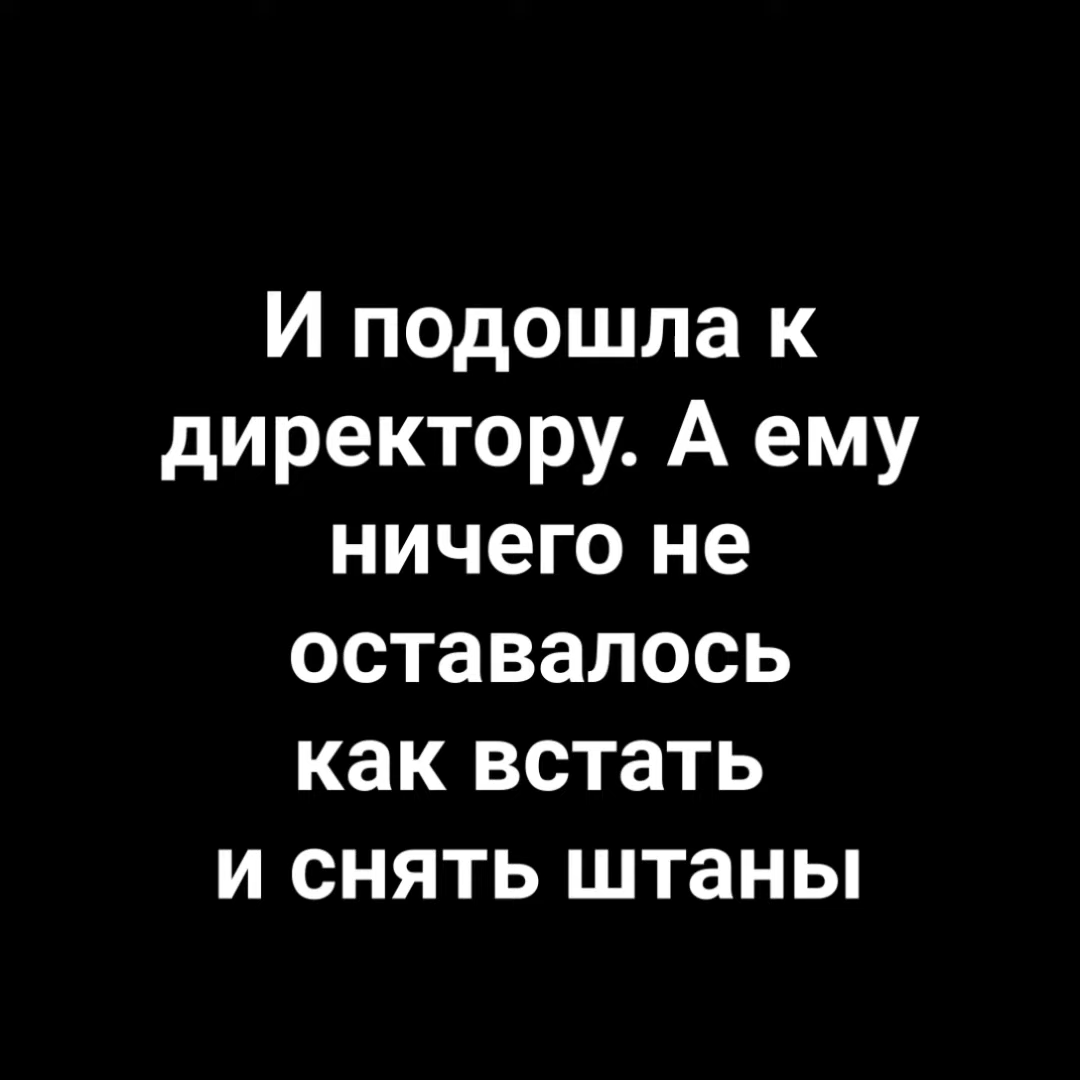 И подошла к
директору. А ему
ничего не
оставалось
как встать
и снять штаны